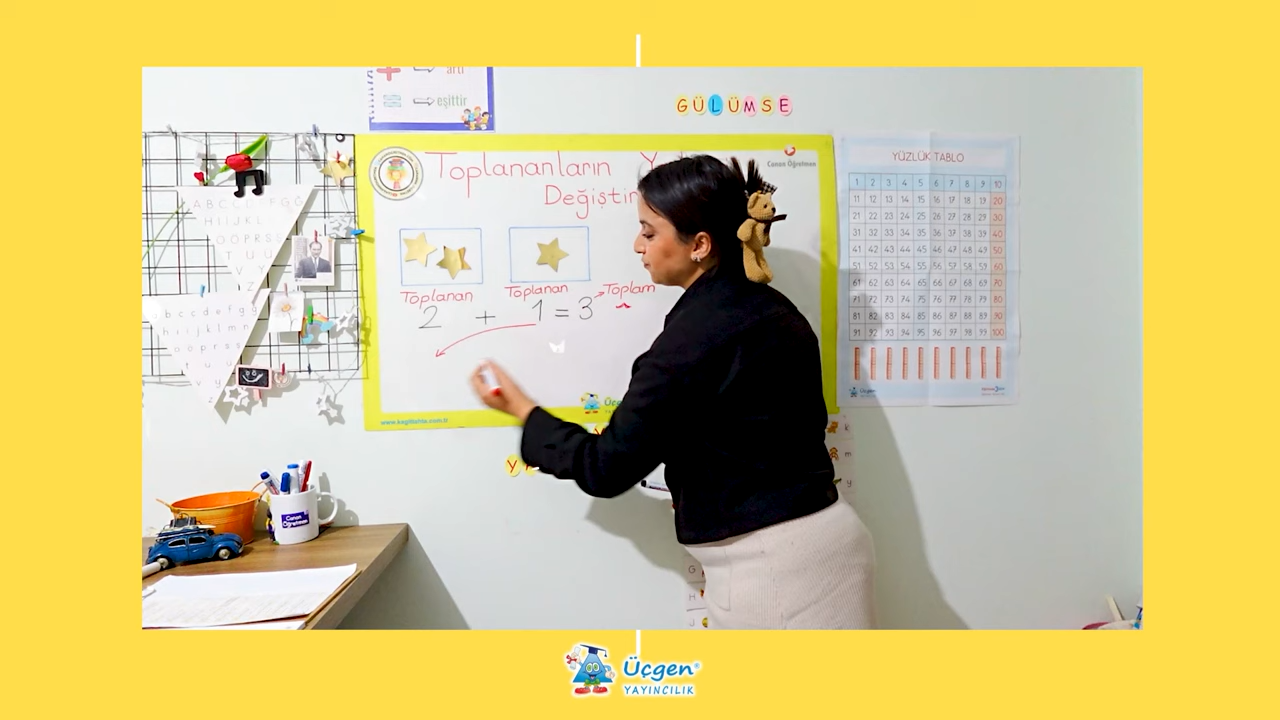 artı
eşittir
GÜLÜMSE
Toplananların
Değiştir
Canan Öğretmen
Toplanan
Toplanan
Toplam
2 + 1 = 3
www.kagittahta.com.tr
YÜZLÜK TABLO
1 2 3 4 5 6 7 8 9 10
11 12 13 14 15 16 17 18 19 20
21 22 23 24 25 26 27 28 29 30
31 32 33 34 35 36 37 38 39 40
41 42 43 44 45 46 47 48 49 50
51 52 53 54 55 56 57 58 59 60
61 62 63 64 65 66 67 68 69 70
71 72 73 74 75 76 77 78 79 80
81 82 83 84 85 86 87 88 89 90
91 92 93 94 95 96 97 98 99 100
Üçgen
k
m
y
Canan
Öğretmen
G
H
J
Üçgen
YAYINCILIK